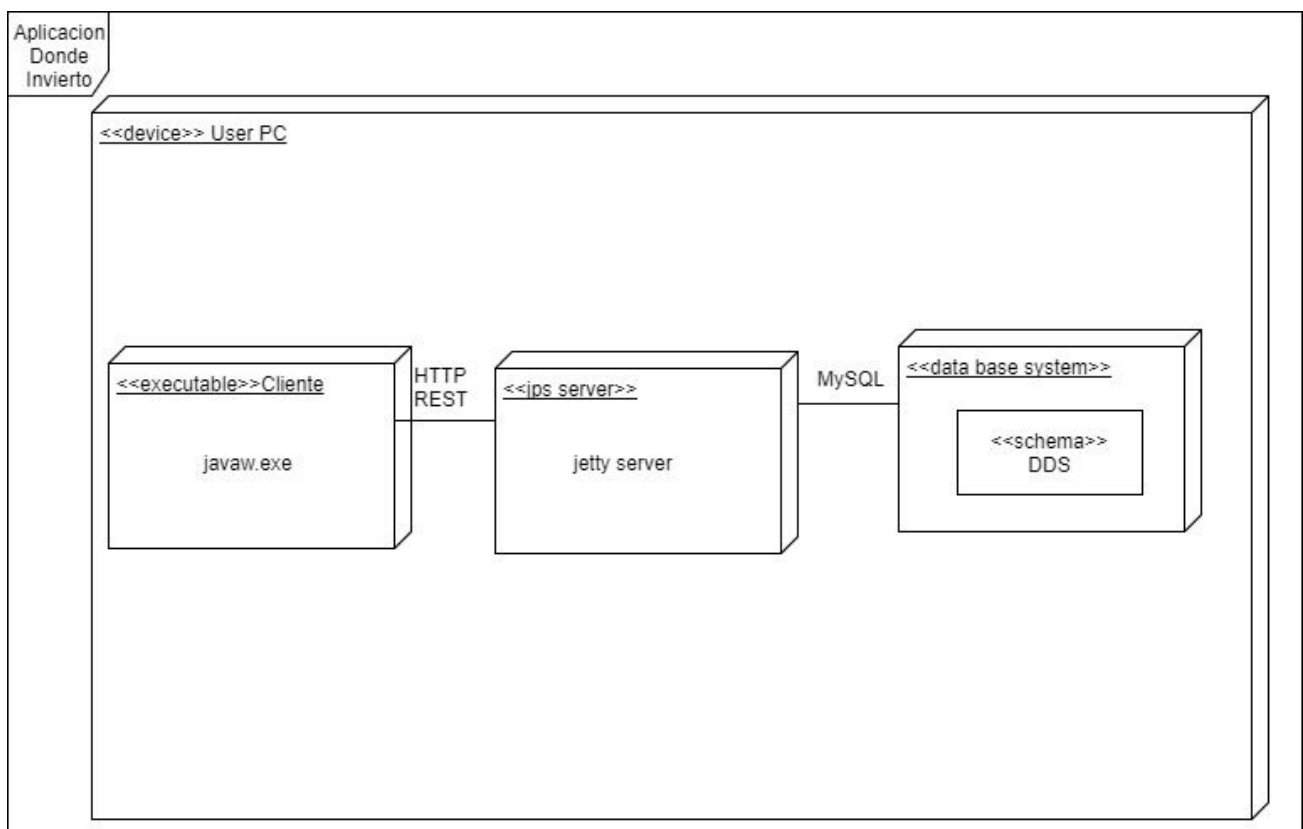 Aplicacion
Donde
Invierto
<<device>> User PC
<<executable>>Cliente
javaw.exe
HTTP
REST
<<jps server>>
jetty server
MySQL
<<data base system>>
<<schema>>
DDS